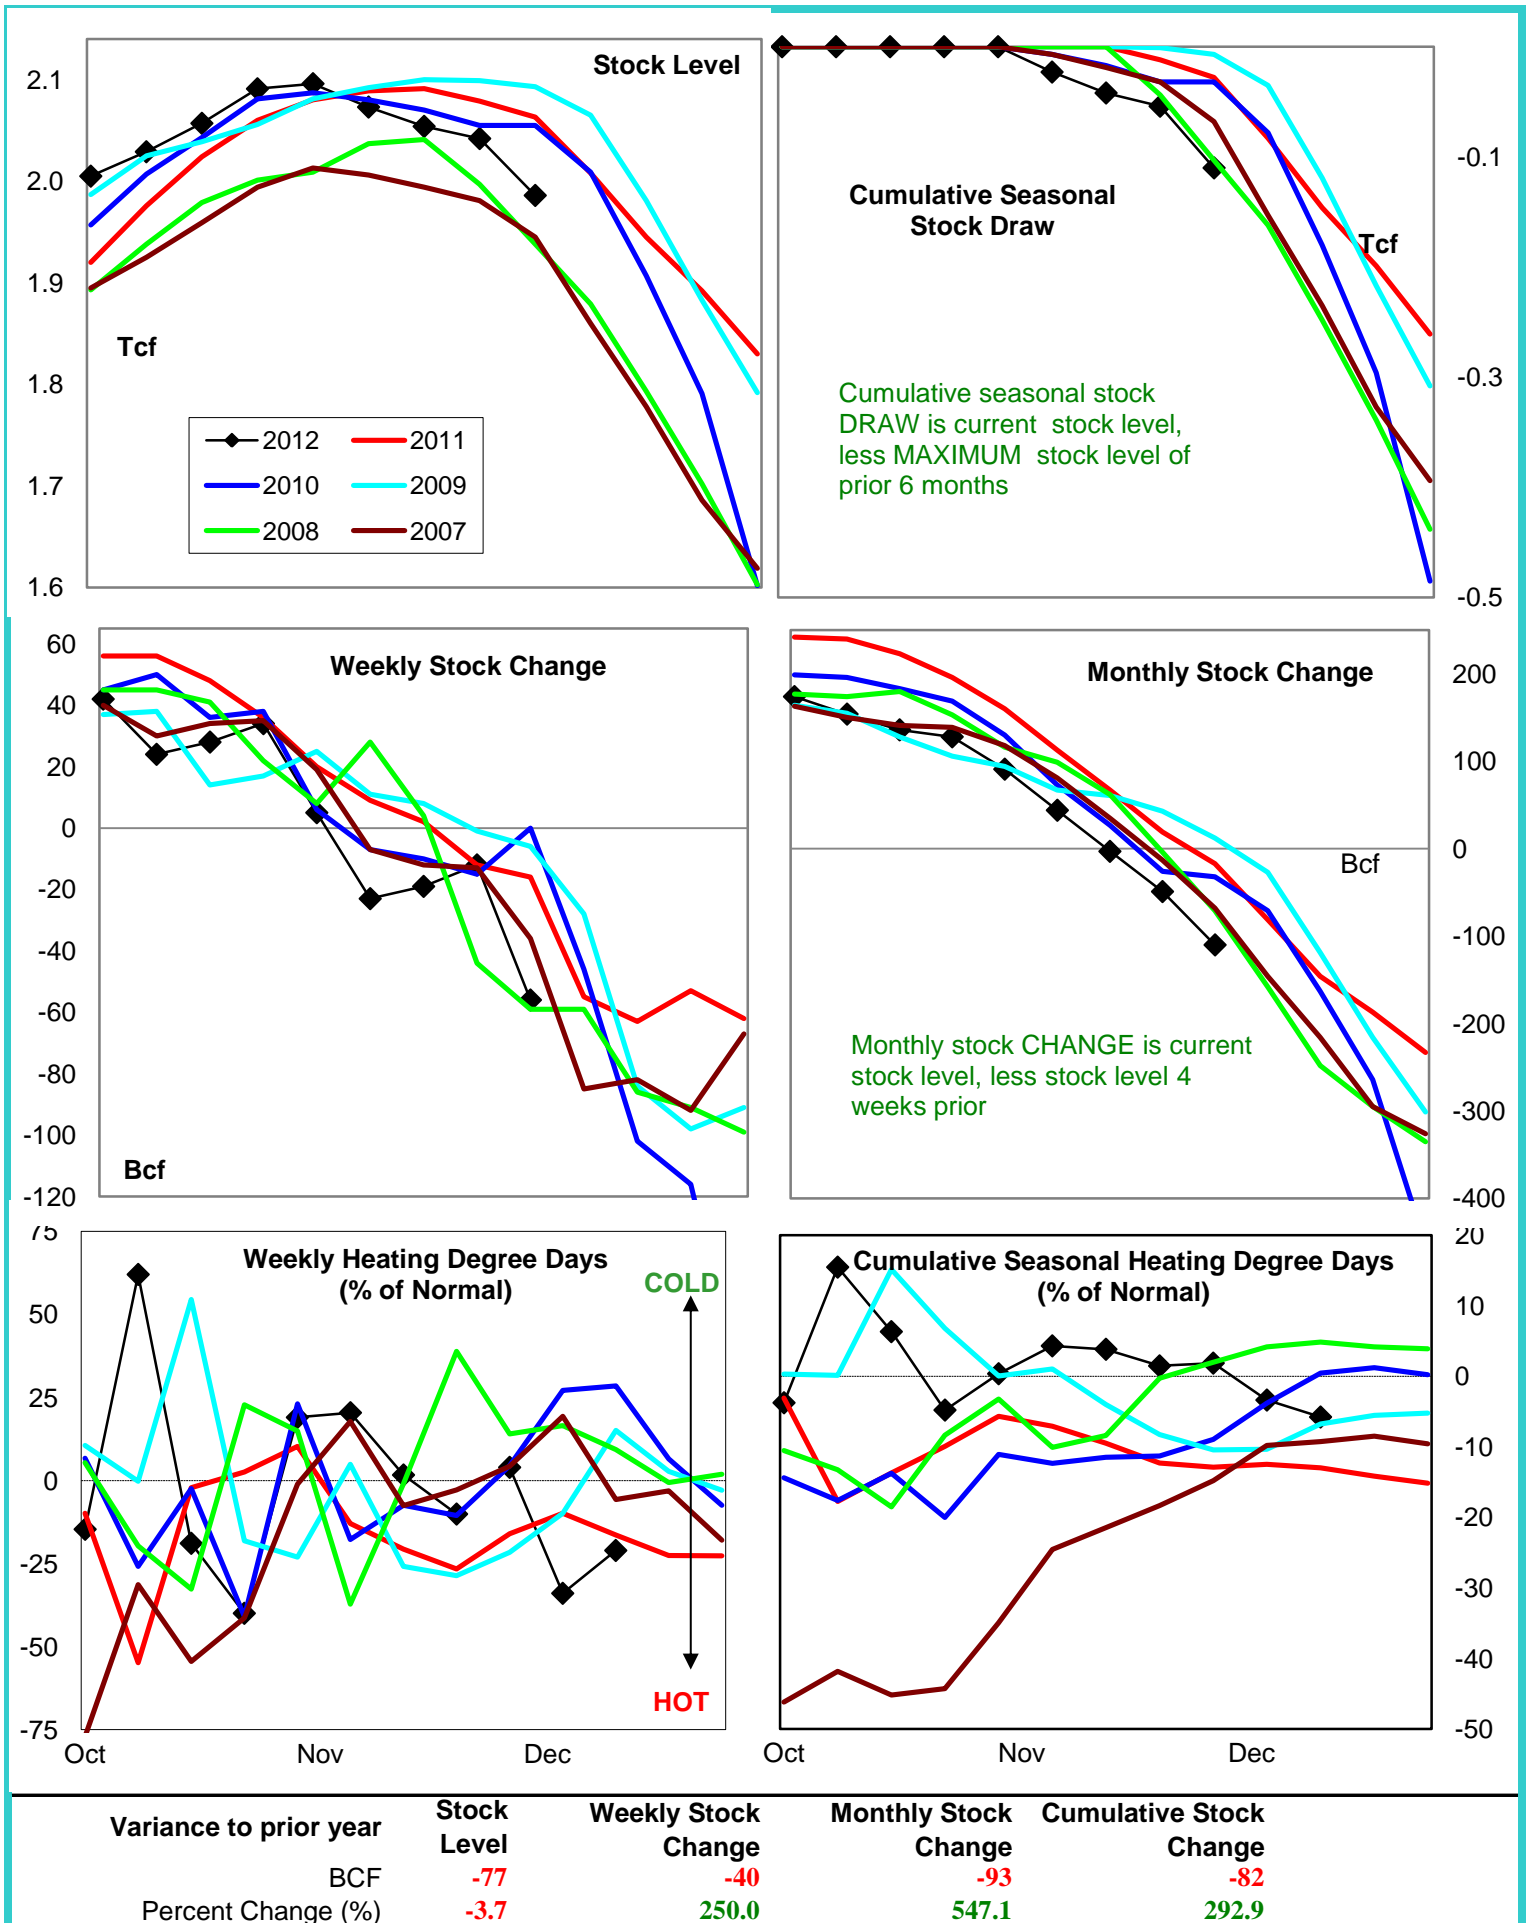 Stock Level
2.1
2.0
1.9
1.8
1.7
1.6
Tcf
2012
2011
2010
2009
2008
2007
Cumulative Seasonal
Stock Draw
Tcf
-0.1
-0.3
-0.5
Cumulative seasonal stock
DRAW is current stock level,
less MAXIMUM stock level of
prior 6 months
Weekly Stock Change
60
40
20
0
-20
-40
-60
-80
-100
-120
Bcf
Monthly Stock Change
200
100
0
-100
-200
-300
-400
Bcf
Monthly stock CHANGE is current
stock level, less stock level 4
weeks prior
Weekly Heating Degree Days
(% of Normal)
COLD
HOT
75
50
25
0
-25
-50
-75
Oct
Nov
Dec
Cumulative Seasonal Heating Degree Days
(% of Normal)
20
10
0
-10
-20
-30
-40
-50
Oct
Nov
Dec
Variance to prior year
Stock
Level
Weekly Stock
Change
Monthly Stock
Change
Cumulative Stock
Change
BCF -77 -40 -93 -82
Percent Change (%) -3.7 250.0 547.1 292.9